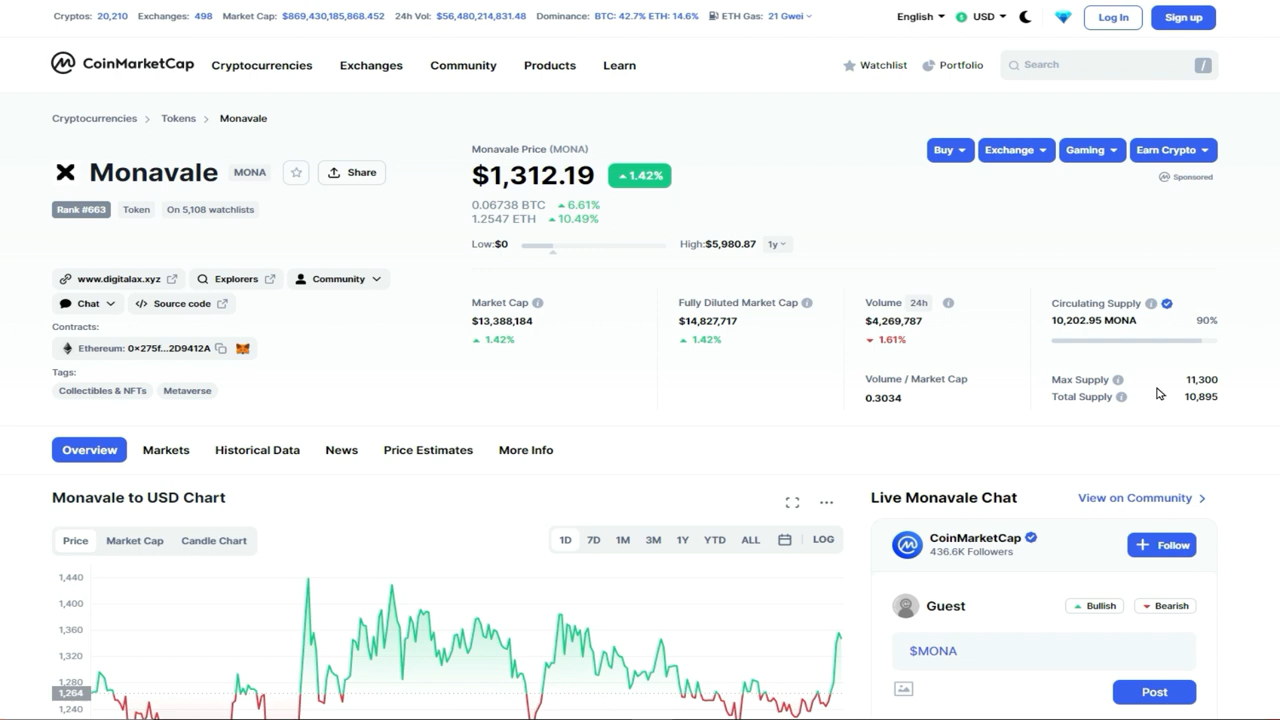 Cryptos: 20,210 Exchanges: 498 Market Cap: $869,430,185,868.452 24h Vol: $56,480,214,831.48 Dominance: BTC: 42.7% ETH: 14.6% ETH Gas: 21 Gwei English USD Log In Sign up
CoinMarketCap Cryptocurrencies Exchanges Community Products Learn Watchlist Portfolio Search /
Cryptocurrencies > Tokens > Monavale
Monavale MONA Share
Rank #663 Token On 5,108 watchlists
www.digitalax.xyz Explorers Community
Chat Source code
Contracts:
Ethereum: 0x275f...2D9412A
Tags:
Collectibles & NFTs Metaverse
Monavale Price (MONA)
$1,312.19 1.42%
0.06738 BTC 6.61%
1.2547 ETH 10.49%
Low:$0 High:$5,980.87 1y
Buy Exchange Gaming Earn Crypto
Sponsored
Market Cap
$13,388,184
1.42%
Fully Diluted Market Cap
$14,827,717
1.42%
Volume 24h
$4,269,787
1.61%
Volume / Market Cap
0.3034
Circulating Supply
10,202.95 MONA 90%
Max Supply 11,300
Total Supply 10,895
Overview Markets Historical Data News Price Estimates More Info
Monavale to USD Chart
Price Market Cap Candle Chart 1D 7D 1M 3M 1Y YTD ALL LOG
1,440
1,400
1,360
1,320
1,280
1,264
1,240
Live Monavale Chat View on Community >
CoinMarketCap
436.6K Followers
+ Follow
Guest Bullish Bearish
$MONA
Post